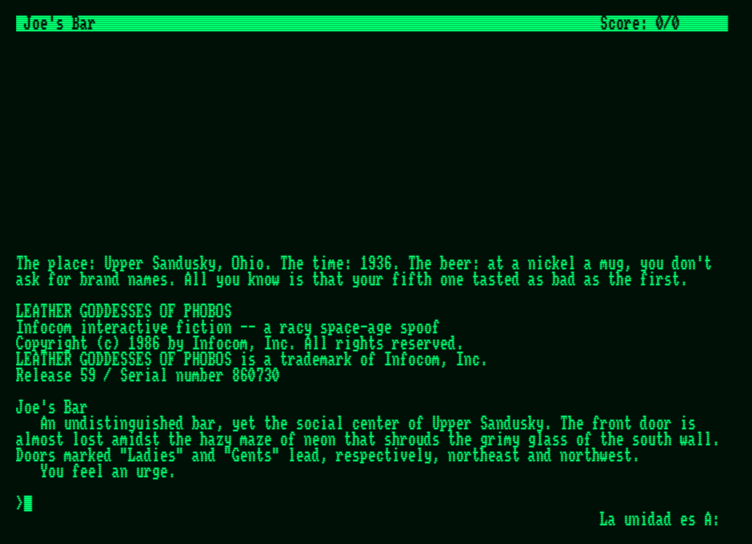 Joe's Bar Score: 0/0
The place: Upper Sandusky, Ohio. The time: 1936. The beer: at a nickel a mug, you don't
ask for brand names. All you know is that your fifth one tasted as bad as the first.
LEATHER GODDESSES OF PHOBOS
Infocom interactive fiction -- a racy space-age spoof
Copyright (c) 1986 by Infocom, Inc. All rights reserved.
LEATHER GODDESSES OF PHOBOS is a trademark of Infocom, Inc.
Release 59 / Serial number 860730
Joe's Bar
An undistinguished bar, yet the social center of Upper Sandusky. The front door is
almost lost amidst the hazy maze of neon that shrouds the grimy glass of the south wall.
Doors marked "Ladies" and "Gents" lead, respectively, northeast and northwest.
You feel an urge.
>
La unidad es A: